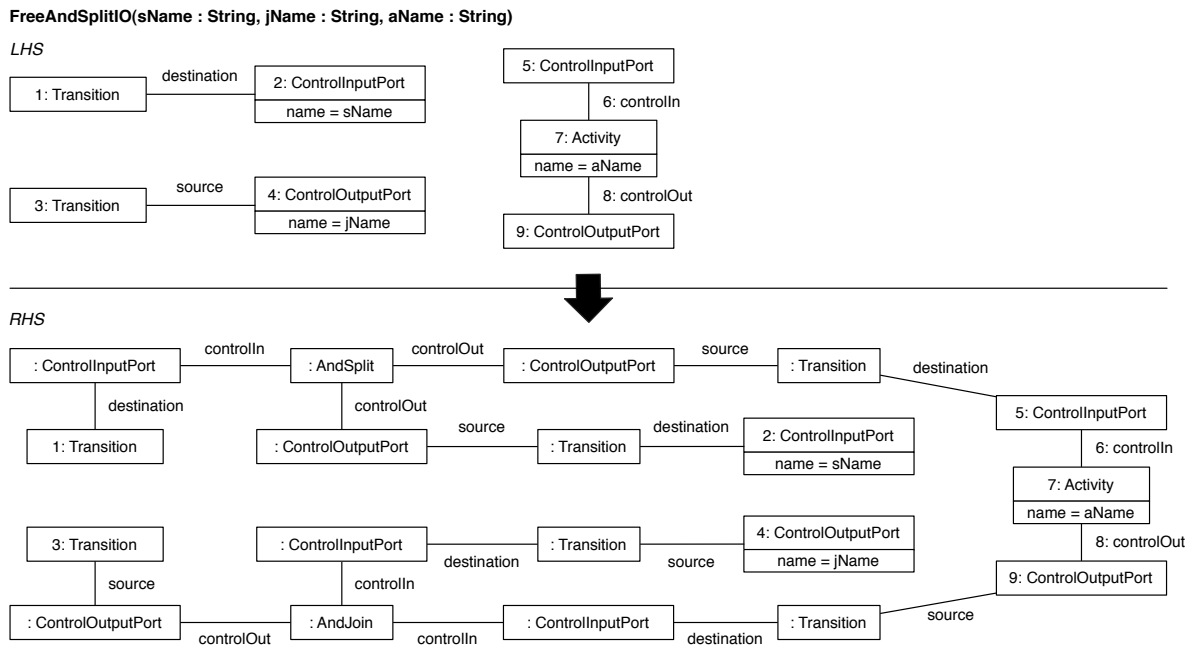 FreeAndSplitIO(sName : String, jName : String, aName : String)
LHS
1: Transition
destination
2: ControlInputPort
name = sName
3: Transition
source
4: ControlOutputPort
name = jName
5: ControlInputPort
6: controlIn
7: Activity
name = aName
8: controlOut
9: ControlOutputPort
RHS
: ControlInputPort
controlIn
: AndSplit
controlOut
: ControlOutputPort
source
: Transition
destination
destination
1: Transition
controlOut
: ControlOutputPort
source
: Transition
destination
2: ControlInputPort
name = sName
5: ControlInputPort
6: controlIn
7: Activity
name = aName
8: controlOut
9: ControlOutputPort
3: Transition
source
: ControlInputPort
destination
: Transition
source
4: ControlOutputPort
name = jName
controlIn
: ControlOutputPort
controlOut
: AndJoin
controlIn
: ControlInputPort
destination
: Transition
source